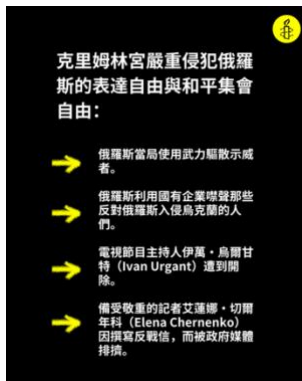 克里姆林宮嚴重侵犯俄羅
斯的表達自由與和平集會
自由：
俄羅斯當局使用武力驅散示威
者。
俄羅斯利用國有企業噤聲那些
反對俄羅斯入侵烏克蘭的人
們。
電視節目主持人伊萬・烏爾甘
特（Ivan Urgant）遭到開
除。
備受敬重的記者艾蓮娜・切爾
年科（Elena Chernenko）
因撰寫反戰信，而被政府媒體
排擠。